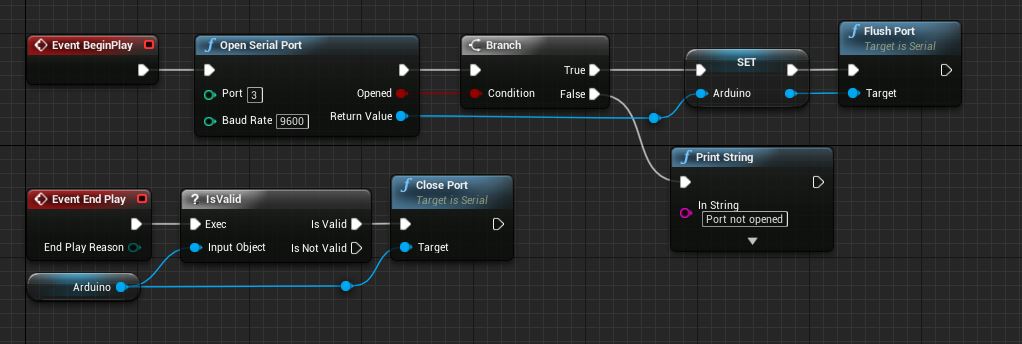 Event BeginPlay
Open Serial Port
Port 3
Opened
Baud Rate 9600
Return Value
Branch
True
Condition
False
SET
Arduino
Flush Port
Target is Serial
Target
Print String
In String
Port not opened
Event End Play
End Play Reason
Arduino
? IsValid
Exec
Is Valid
Input Object
Is Not Valid
Close Port
Target is Serial
Target